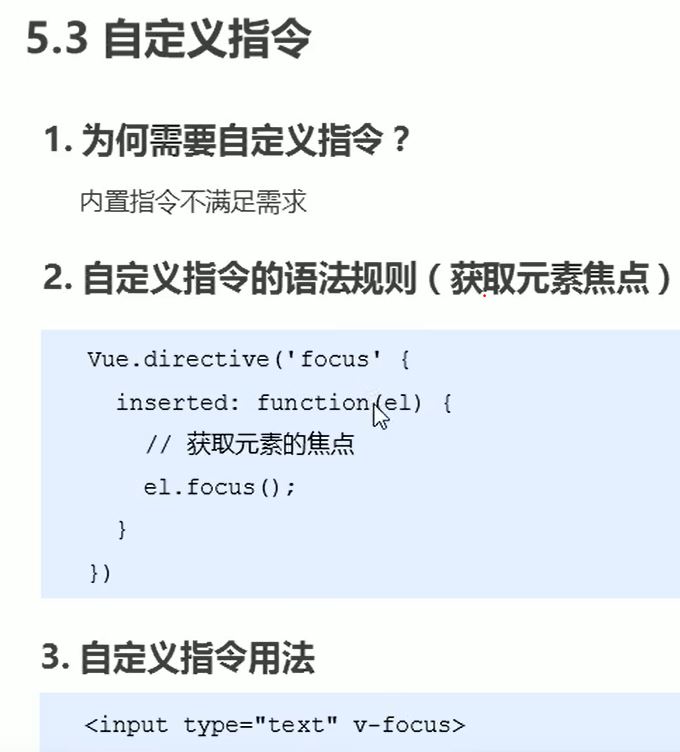 5.3 自定义指令
1. 为何需要自定义指令？
内置指令不满足需求
2. 自定义指令的语法规则（获取元素焦点）
Vue.directive('focus' {
inserted: function(el) {
// 获取元素的焦点
el.focus();
}
})
3. 自定义指令用法
<input type="text" v-focus>